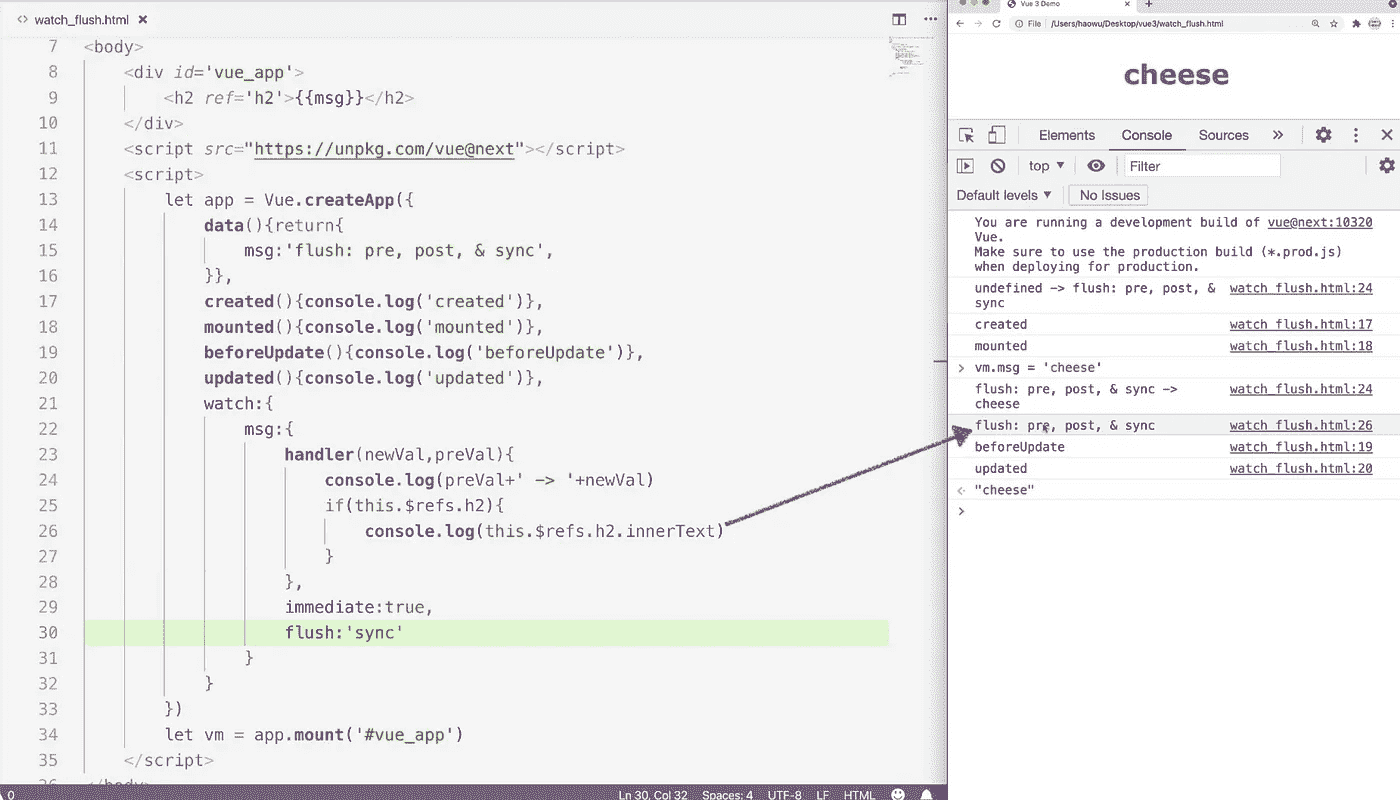 watch_flush.html
7 <body>
8 <div id='vue_app'>
9 <h2 ref='h2'>{{msg}}</h2>
10 </div>
11 <script src="https://unpkg.com/vue@next"></script>
12 <script>
13 let app = Vue.createApp({
14 data(){return{
15 msg:'flush: pre, post, & sync',
16 }},
17 created(){console.log('created')},
18 mounted(){console.log('mounted')},
19 beforeUpdate(){console.log('beforeUpdate')},
20 updated(){console.log('updated')},
21 watch:{
22 msg:{
23 handler(newVal,preVal){
24 console.log(preVal+' -> '+newVal)
25 if(this.$refs.h2){
26 console.log(this.$refs.h2.innerText)
27 }
28 },
29 immediate:true,
30 flush:'sync'
31 }
32 }
33 })
34 let vm = app.mount('#vue_app')
35 </script>
36 </body>
0 Ln 30, Col 32 Spaces: 4 UTF-8 LF HTML
Vue 3 Demo
File /Users/haowu/Desktop/vue3/watch_flush.html
cheese
Elements Console Sources
top Filter
Default levels No Issues
You are running a development build of vue@next:10320
Vue.
Make sure to use the production build (*.prod.js)
when deploying for production.
undefined -> flush: pre, post, & watch_flush.html:24
sync
created watch_flush.html:17
mounted watch_flush.html:18
vm.msg = 'cheese'
flush: pre, post, & sync -> watch_flush.html:24
cheese
flush: pre, post, & sync watch_flush.html:26
beforeUpdate watch_flush.html:19
updated watch_flush.html:20
"cheese"